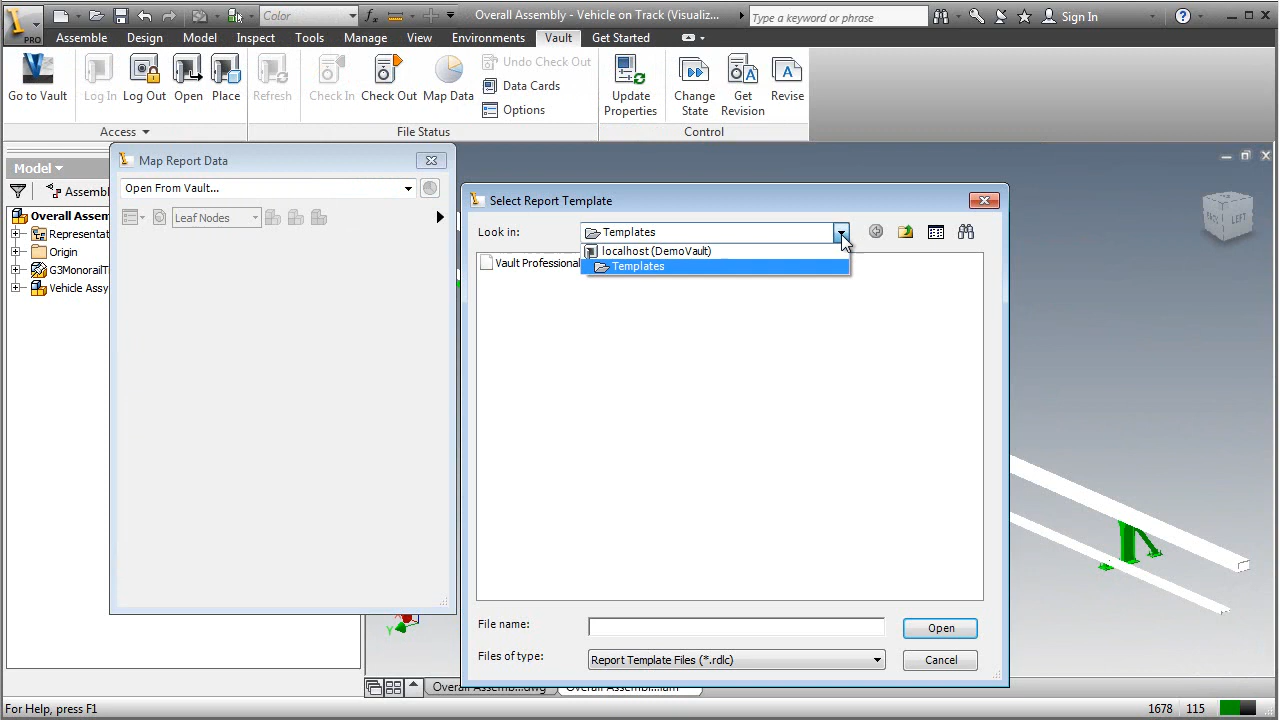 PRO
Color
Overall Assembly - Vehicle on Track (Visualiz...
Type a keyword or phrase
Sign In
Assemble Design Model Inspect Tools Manage View Environments Vault Get Started
Go to Vault Log In Log Out Open Place Refresh Check In Check Out Map Data
Undo Check Out
Data Cards
Options
Update Properties
Change State
Get Revision
Revise
Access
File Status
Control
Model
Assembl
Overall Assem
Representat
Origin
G3MonorailT
Vehicle Assy
Map Report Data
Open From Vault...
Leaf Nodes
Select Report Template
Look in:
Templates
localhost (DemoVault)
Templates
Vault Professional
File name:
Open
Files of type:
Report Template Files (*.rdlc)
Cancel
BACK
LEFT
Y
Overall Assemb...dwg
For Help, press F1
1678 115